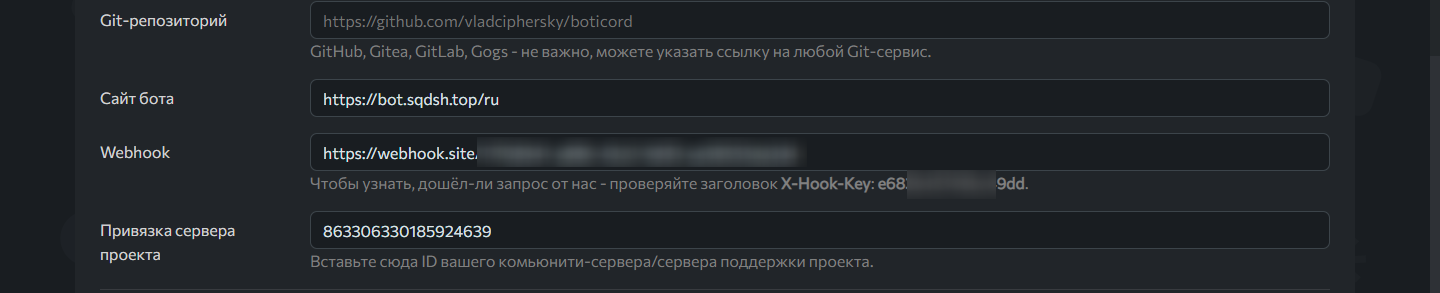 Git-репозиторий
https://github.com/vladciphersky/boticord
GitHub, Gitea, GitLab, Gogs - не важно, можете указать ссылку на любой Git-сервис.
Сайт бота
https://bot.sqdsh.top/ru
Webhook
https://webhook.site/
Чтобы узнать, дошёл-ли запрос от нас - проверяйте заголовок X-Hook-Key: e68 9dd.
Привязка сервера
проекта
863306330185924639
Вставьте сюда ID вашего комьюнити-сервера/сервера поддержки проекта.